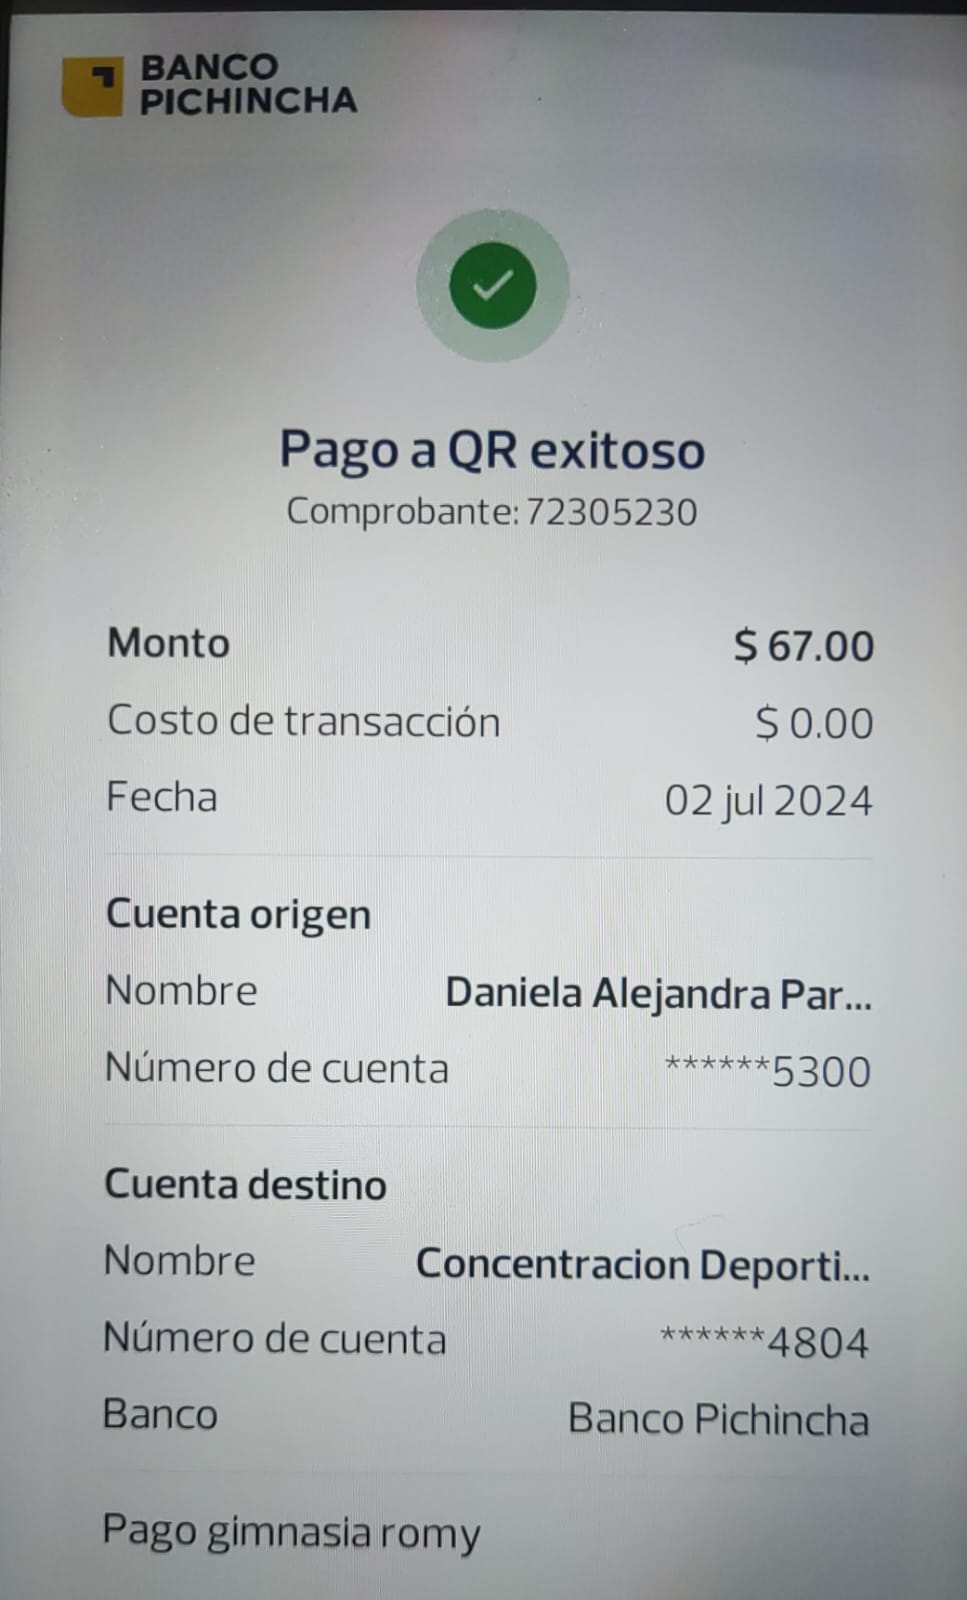 BANCO
PICHINCHA
Pago a QR exitoso
Comprobante: 72305230
Monto $ 67.00
Costo de transacción $ 0.00
Fecha 02 jul 2024
Cuenta origen
Nombre Daniela Alejandra Par...
Número de cuenta ******5300
Cuenta destino
Nombre Concentracion Deporti...
Número de cuenta ******4804
Banco Banco Pichincha
Pago gimnasia romy